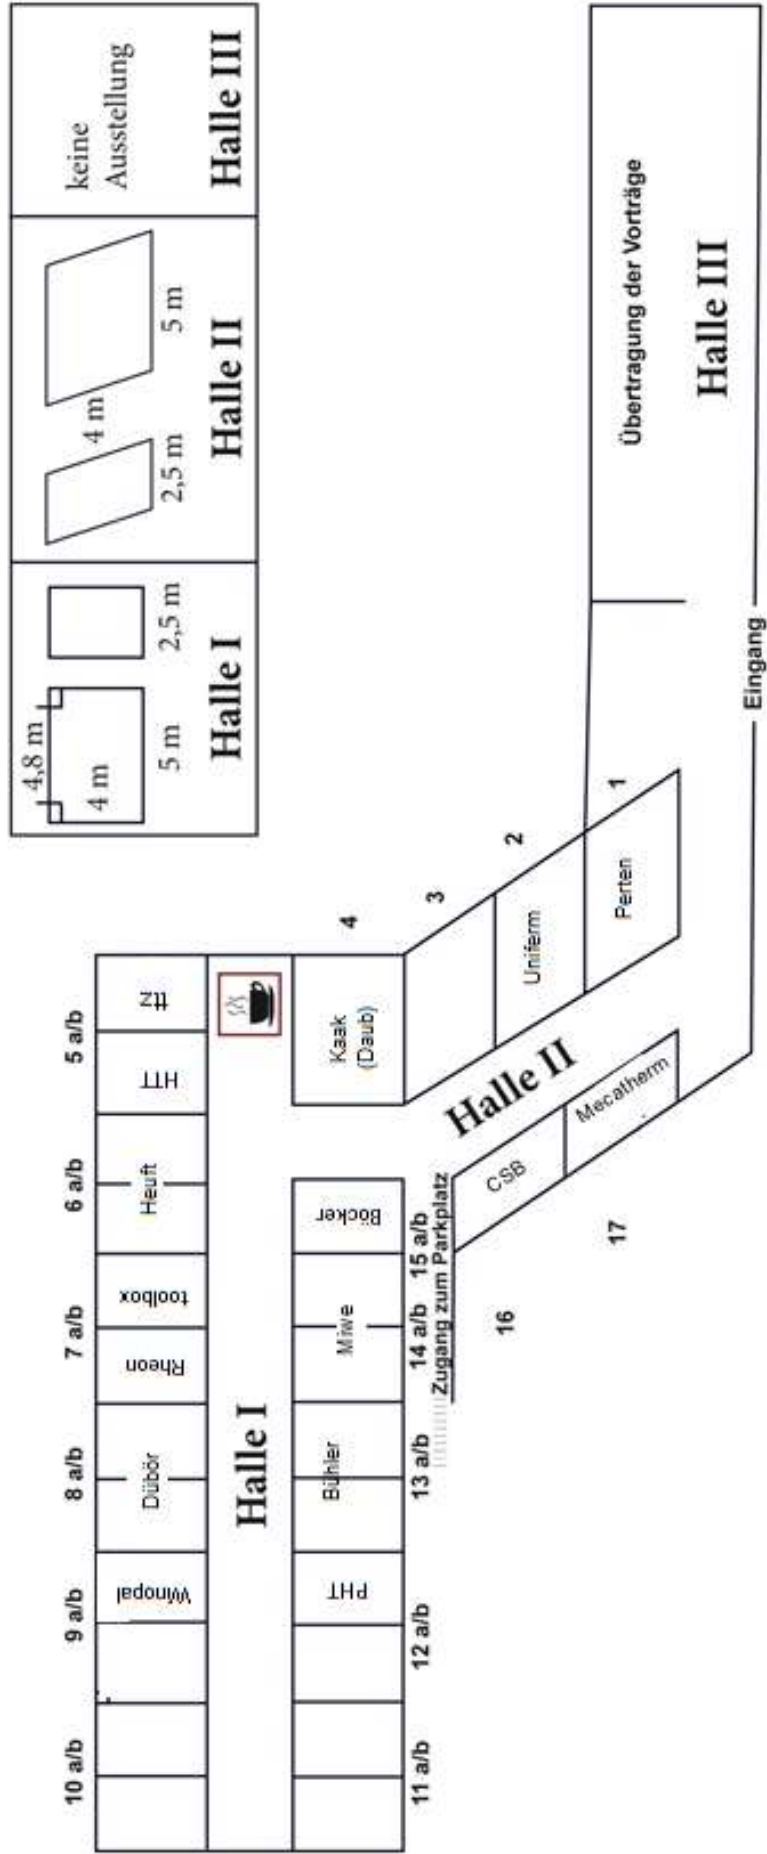 4,8 m
4 m
5 m
2,5 m
Halle I
2,5 m
4 m
5 m
Halle II
keine
Ausstellung
Halle III
10 a/b
9 a/b
8 a/b
7 a/b
6 a/b
5 a/b
Winopal
Dübör
Rheon
toolbox
Heuft
HTT
ttz
Halle I
PHT
Bühler
Miwe
Böcker
Kaak
(Daub)
4
11 a/b
12 a/b
13 a/b
14 a/b
15 a/b
Zugang zum Parkplatz
3
Halle II
CSB
Uniferm
2
16
Mecatherm
Perten
1
17
Übertragung der Vorträge
Halle III
Eingang